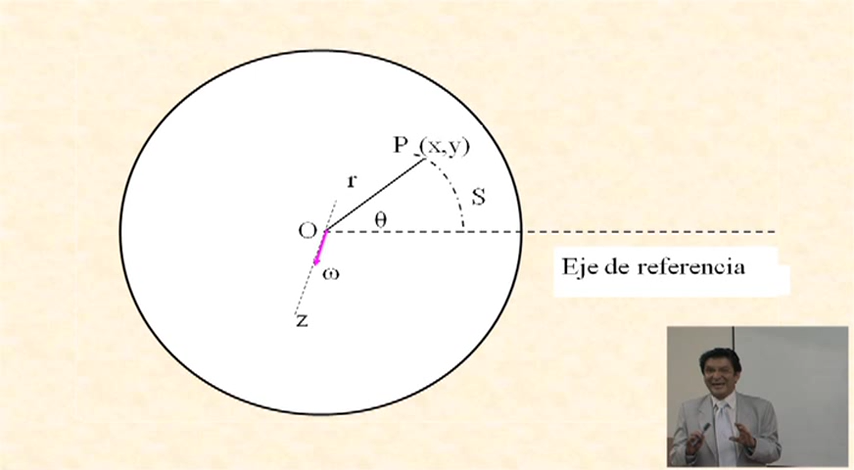 P (x,y)
r
S
θ
O
ω
Eje de referencia
z